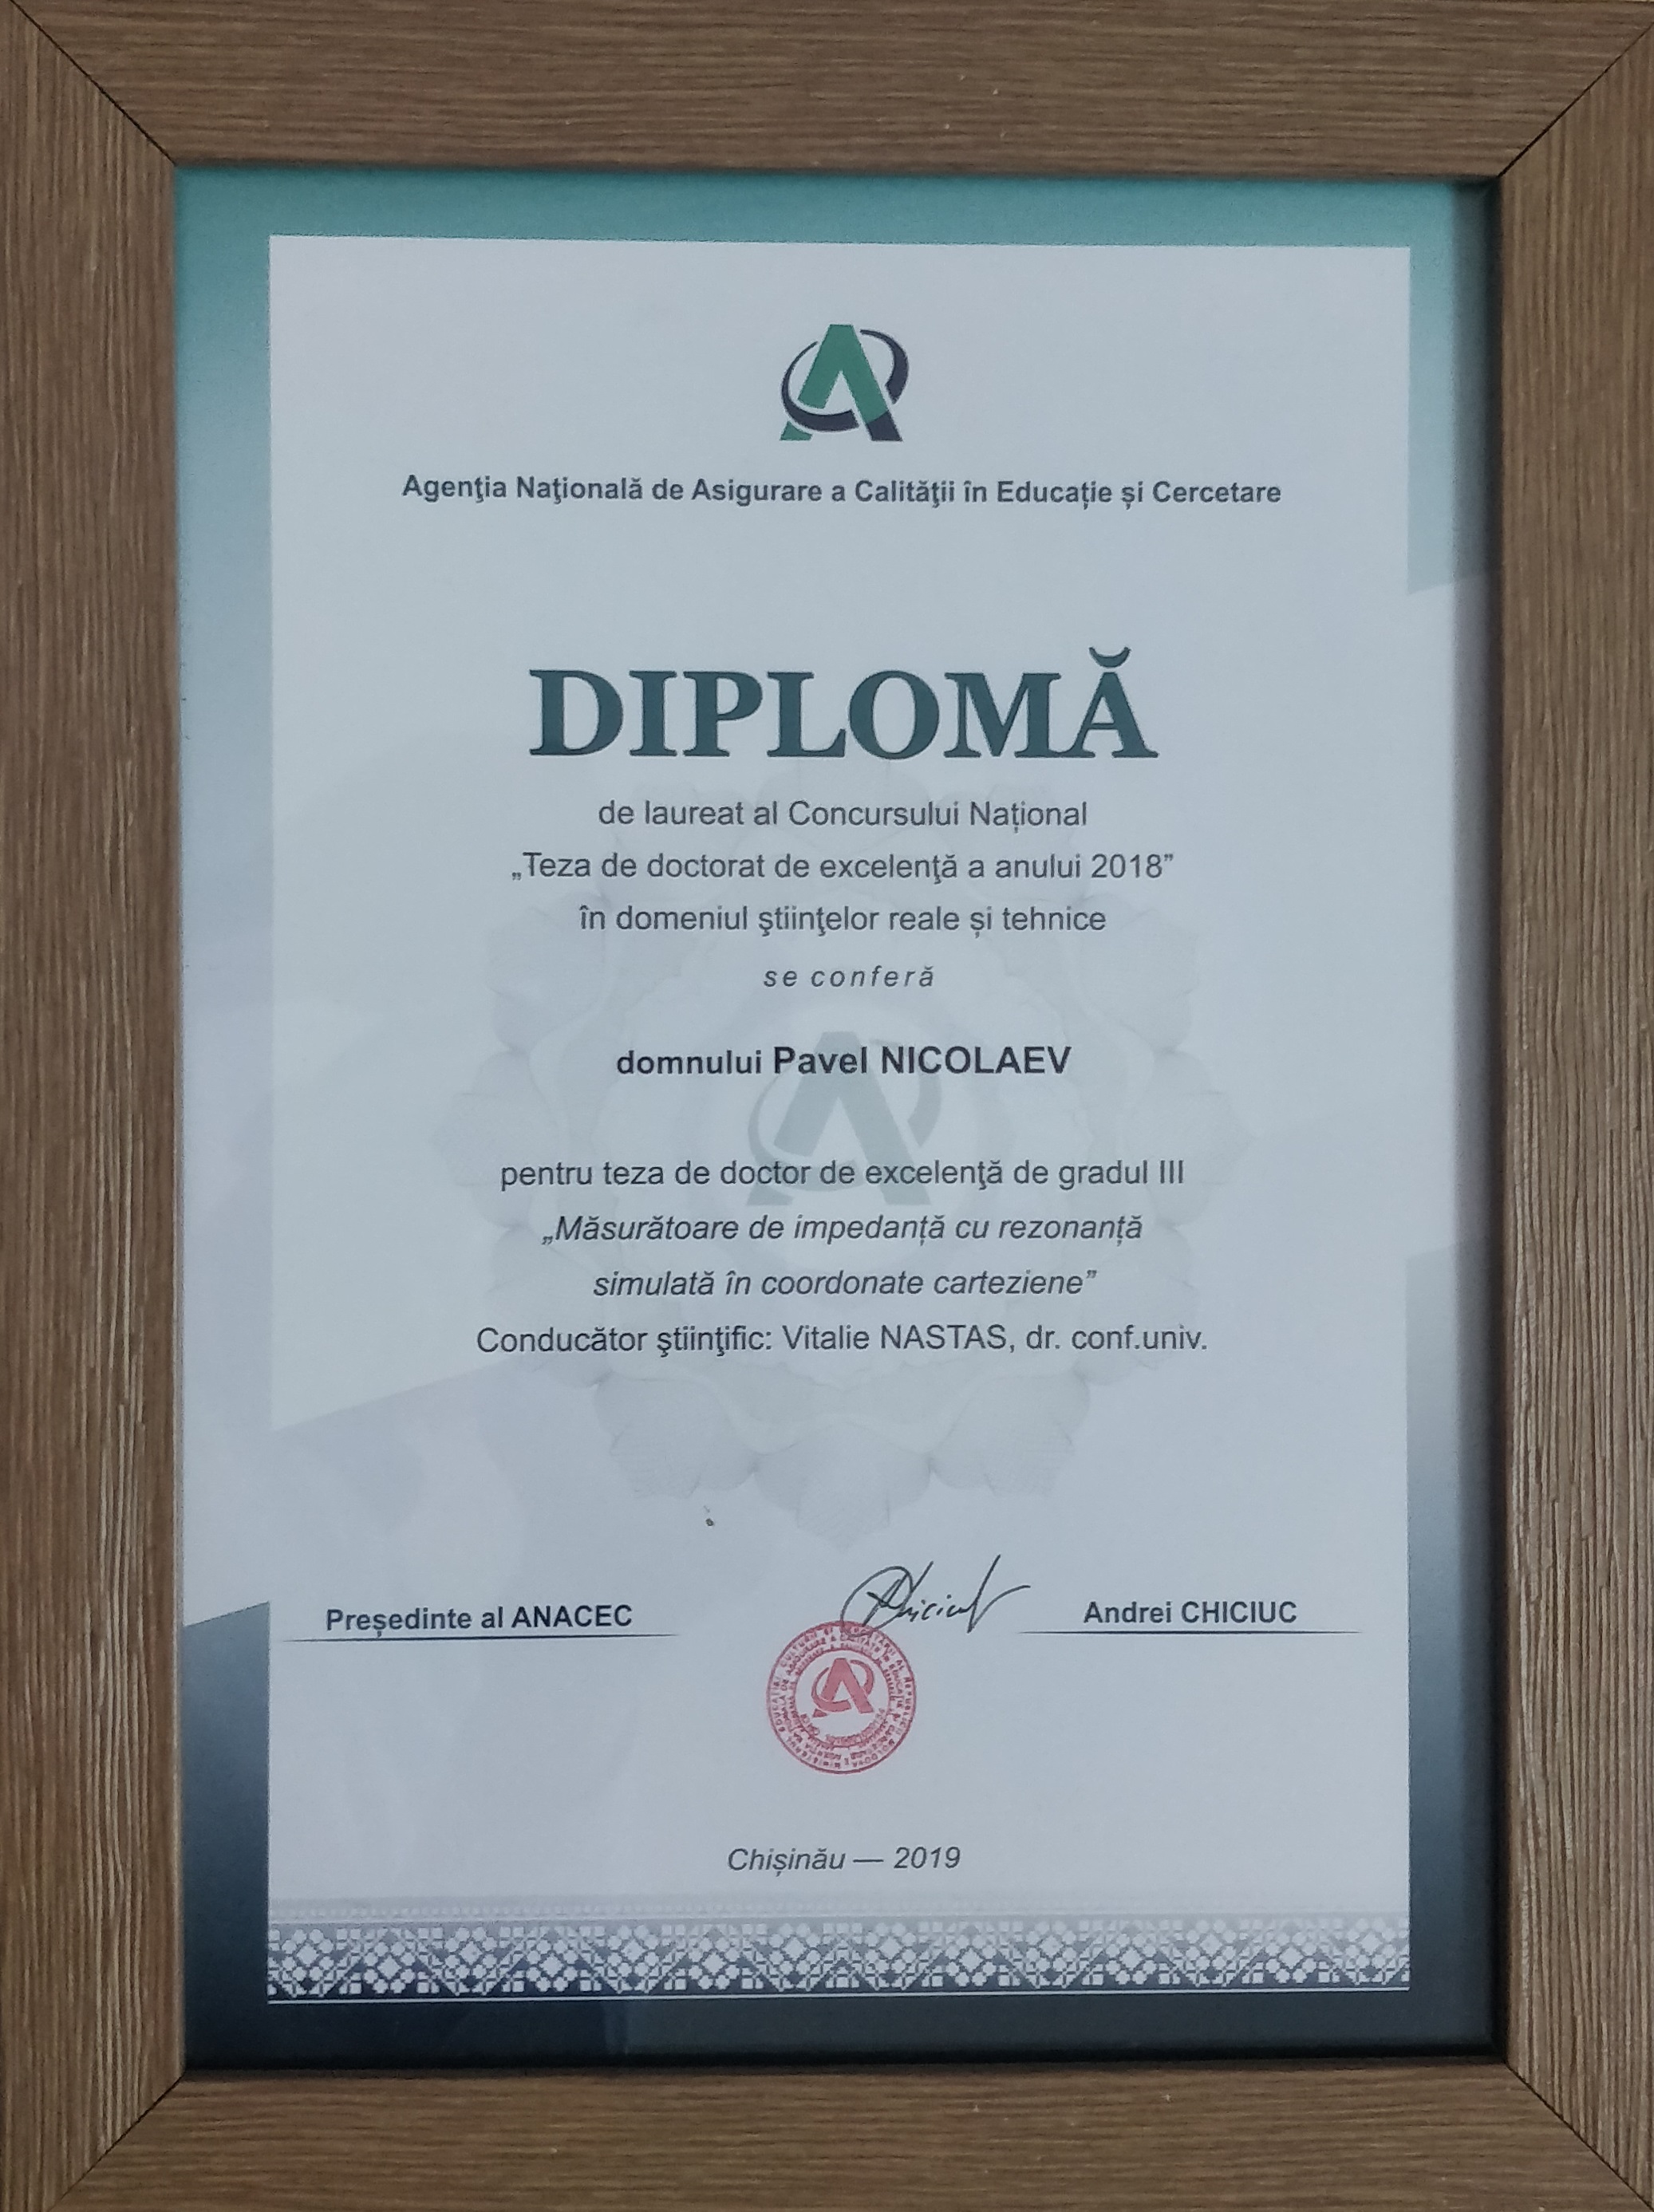 Agenţia Naţională de Asigurare a Calităţii în Educație și Cercetare
DIPLOMĂ
de laureat al Concursului Național
„Teza de doctorat de excelenţă a anului 2018”
în domeniul ştiinţelor reale și tehnice
se conferă
domnului Pavel NICOLAEV
pentru teza de doctor de excelenţă de gradul III
„Măsurătoare de impedanță cu rezonanță
simulată în coordonate carteziene”
Conducător ştiinţific: Vitalie NASTAS, dr. conf.univ.
Președinte al ANACEC
Andrei CHICIUC
Chișinău — 2019